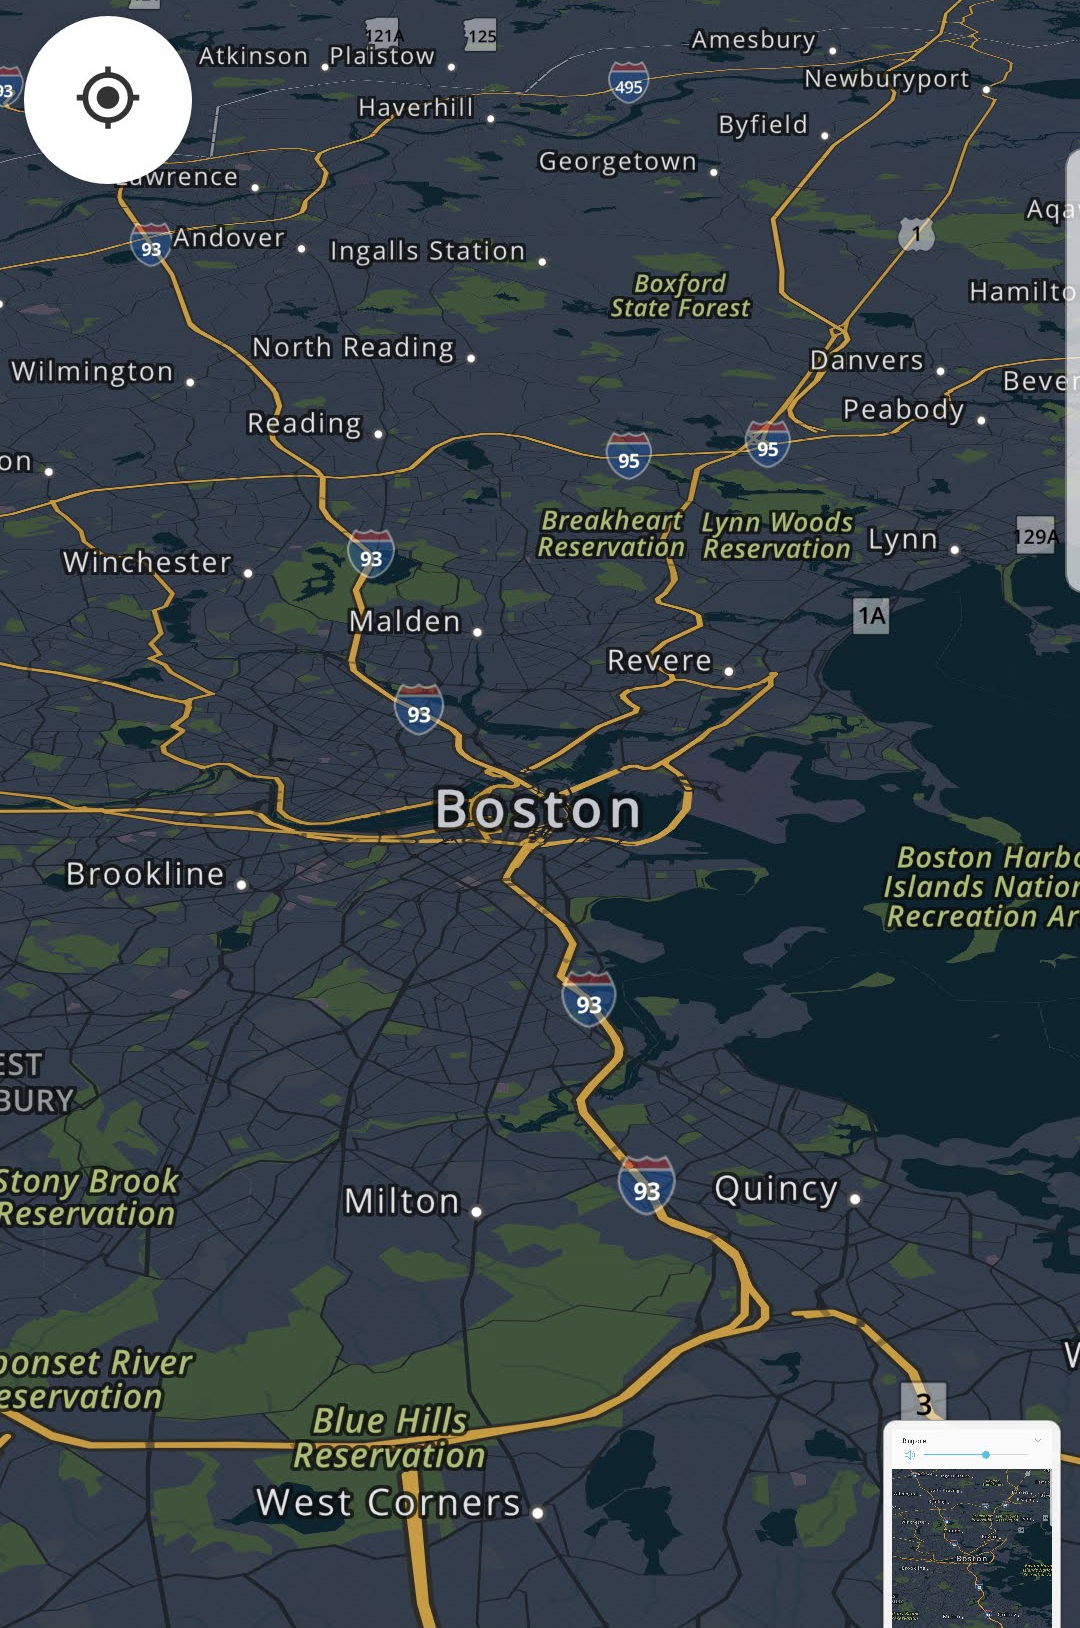 121A
125
Atkinson
Plaistow
Amesbury
93
495
Newburyport
Haverhill
Byfield
Georgetown
Lawrence
Aqa
1
93
Andover
Ingalls Station
Boxford
State Forest
Hamilto
North Reading
Wilmington
Danvers
Bever
Peabody
Reading
95
95
on
Breakheart
Reservation
Lynn Woods
Reservation
Lynn
129A
93
Winchester
Malden
1A
Revere
93
Boston
Brookline
Boston Harbo
Islands Nation
Recreation Ar
93
EST
BURY
Stony Brook
Reservation
Milton
93
Quincy
ponset River
eservation
W
3
Blue Hills
Reservation
West Corners
Ringtone
Boston